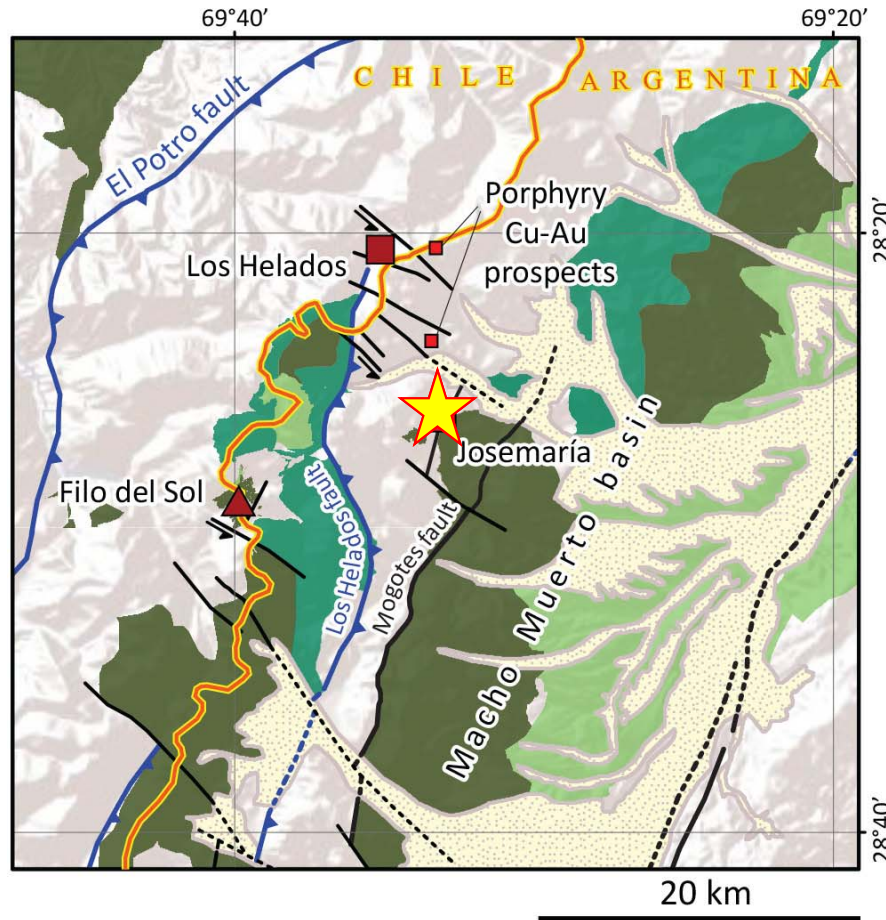 69°40'
69°20'
CHILE
ARGENTINA
El Potro fault
Porphyry
Cu-Au
prospects
28°20'
Los Helados
Josemaría
Filo del Sol
Los Helados fault
Mogotes fault
Macho Muerto basin
28°40'
20 km